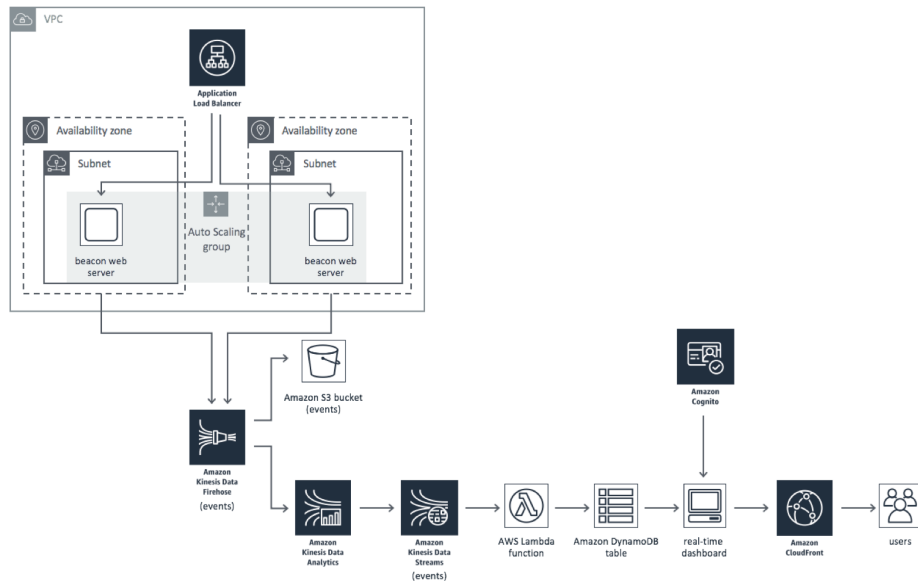 VPC
Application
Load Balancer
Availability zone
Availability zone
Subnet
Subnet
Auto Scaling
group
beacon web
server
beacon web
server
Amazon S3 bucket
(events)
Amazon
Kinesis Data
Firehose
(events)
Amazon
Cognito
Amazon
Kinesis Data
Analytics
Amazon
Kinesis Data
Streams
(events)
AWS Lambda
function
Amazon DynamoDB
table
real-time
dashboard
Amazon
CloudFront
users